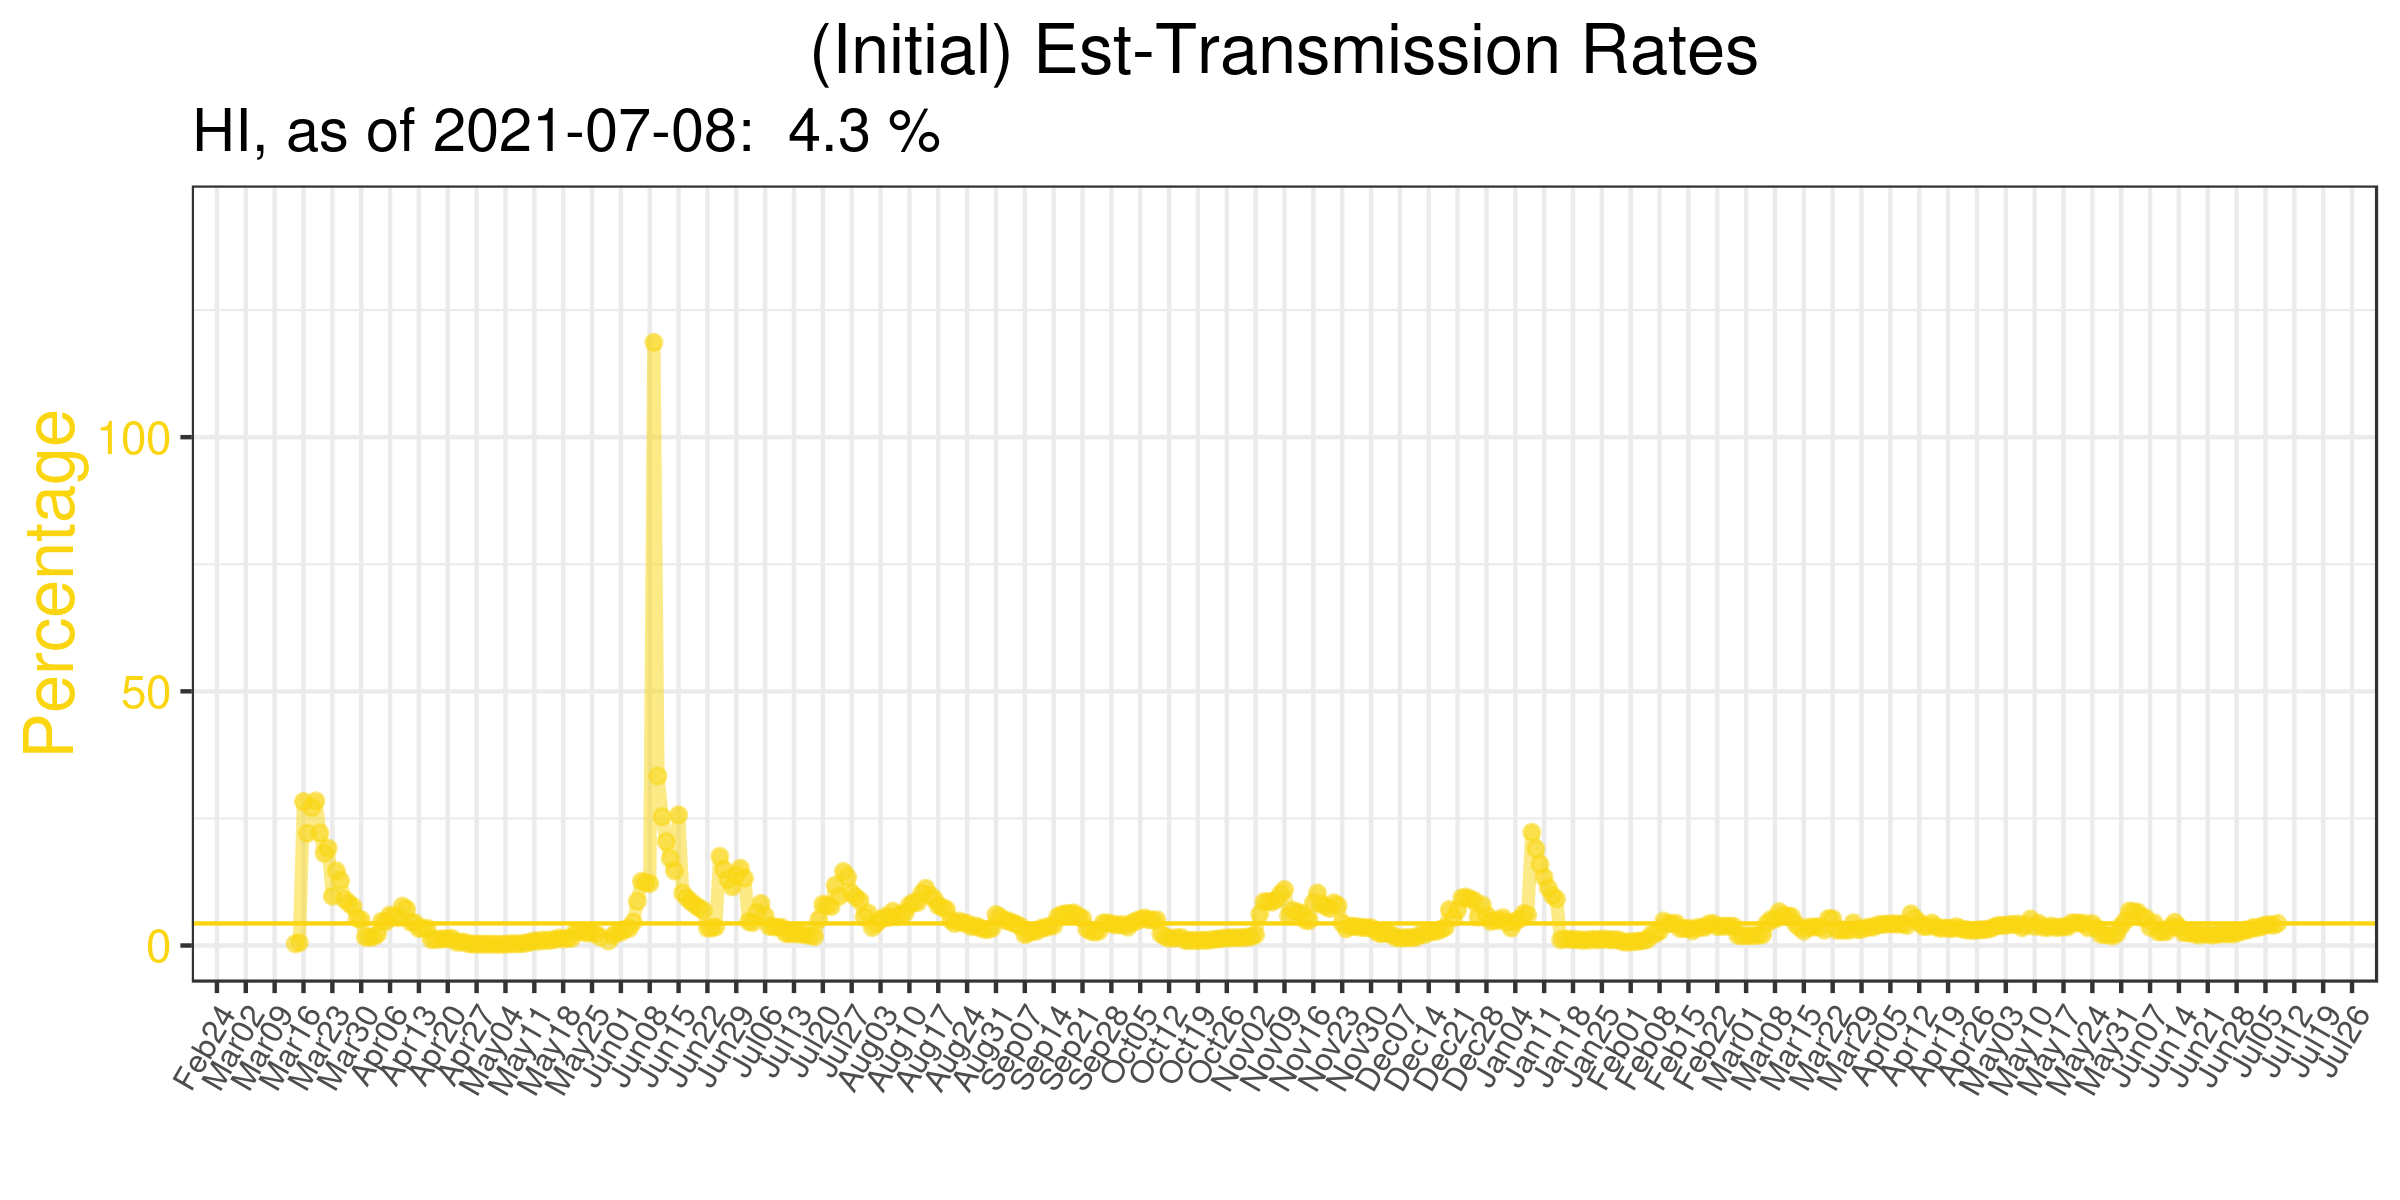 (Initial) Est-Transmission Rates
HI, as of 2021-07-08:  4.3 %
Percentage
100
50
0
Feb24
Mar02
Mar09
Mar16
Mar23
Mar30
Apr06
Apr13
Apr20
Apr27
May04
May11
May18
May25
Jun01
Jun08
Jun15
Jun22
Jun29
Jul06
Jul13
Jul20
Jul27
Aug03
Aug10
Aug17
Aug24
Aug31
Sep07
Sep14
Sep21
Sep28
Oct05
Oct12
Oct19
Oct26
Nov02
Nov09
Nov16
Nov23
Nov30
Dec07
Dec14
Dec21
Dec28
Jan04
Jan11
Jan18
Jan25
Feb01
Feb08
Feb15
Feb22
Mar01
Mar08
Mar15
Mar22
Mar29
Apr05
Apr12
Apr19
Apr26
May03
May10
May17
May24
May31
Jun07
Jun14
Jun21
Jun28
Jul05
Jul12
Jul19
Jul26